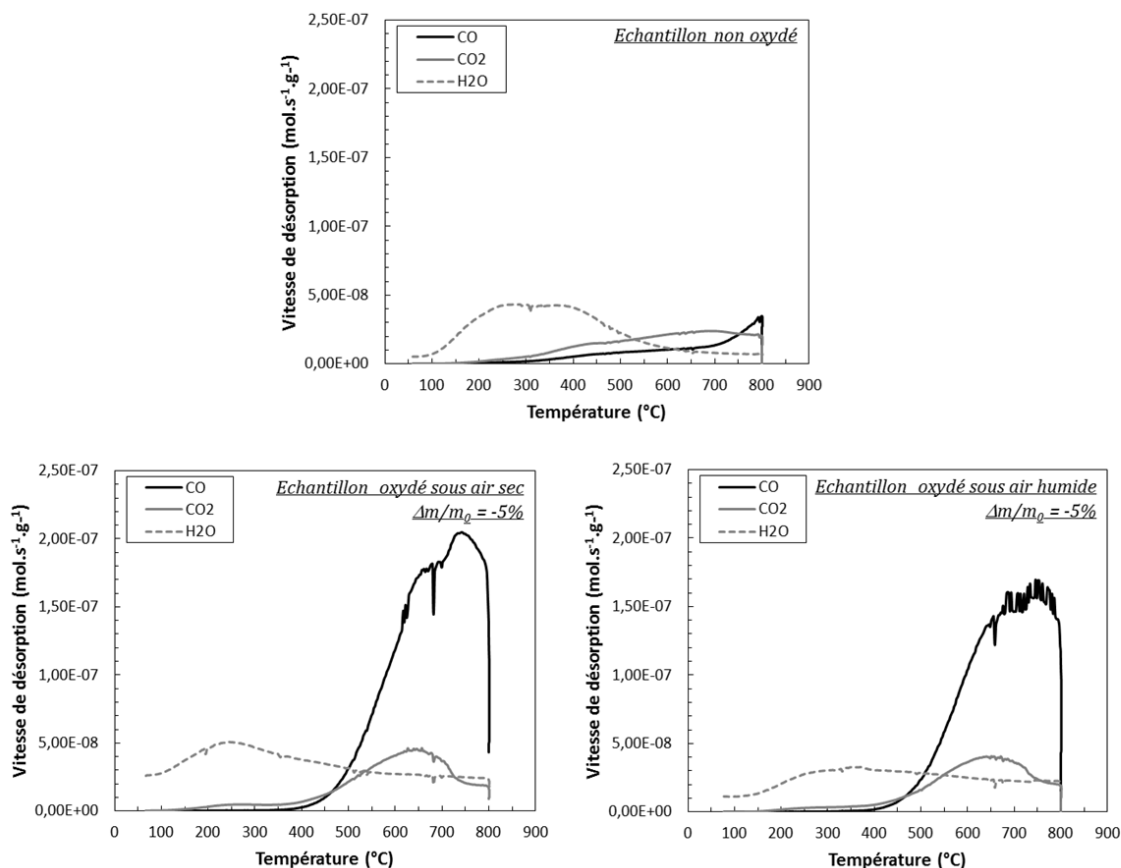 2,50E-07
2,00E-07
1,50E-07
1,00E-07
5,00E-08
0,00E+00
Vitesse de désorption (mol.s⁻¹.g⁻¹)
CO
CO2
H2O
Echantillon non oxydé
0 100 200 300 400 500 600 700 800 900
Température (°C)
2,50E-07
2,00E-07
1,50E-07
1,00E-07
5,00E-08
0,00E+00
Vitesse de désorption (mol.s⁻¹.g⁻¹)
CO
CO2
H2O
Echantillon oxydé sous air sec
Δm/m₀ = -5%
0 100 200 300 400 500 600 700 800 900
Température (°C)
2,50E-07
2,00E-07
1,50E-07
1,00E-07
5,00E-08
0,00E+00
Vitesse de désorption (mol.s⁻¹.g⁻¹)
CO
CO2
H2O
Echantillon oxydé sous air humide
Δm/m₀ = -5%
0 100 200 300 400 500 600 700 800 900
Température (°C)